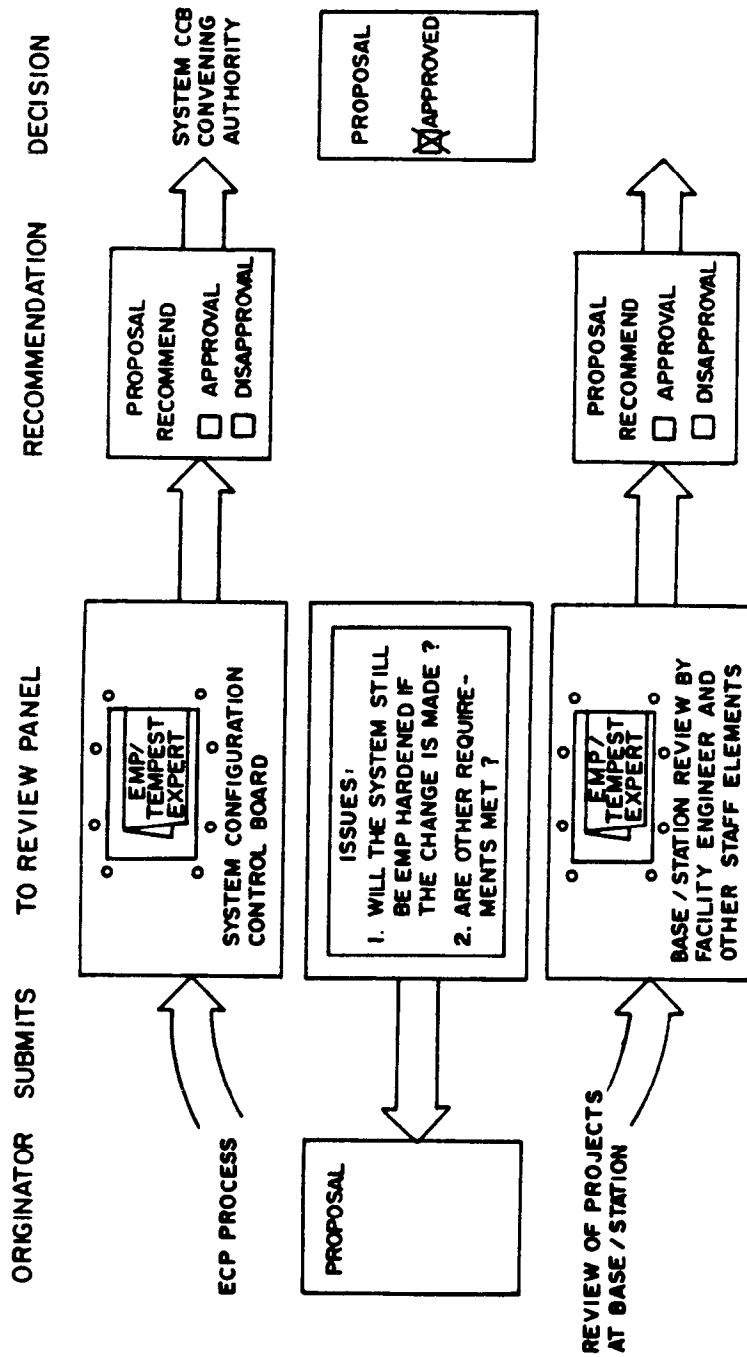 ORIGINATOR SUBMITS TO REVIEW PANEL RECOMMENDATION DECISION
ECP PROCESS
EMP/
TEMPEST
EXPERT
SYSTEM CONFIGURATION
CONTROL BOARD
PROPOSAL
RECOMMEND
APPROVAL
DISAPPROVAL
SYSTEM CCB
CONVENING
AUTHORITY
PROPOSAL
ISSUES:
1. WILL THE SYSTEM STILL
BE EMP HARDENED IF
THE CHANGE IS MADE ?
2. ARE OTHER REQUIRE-
MENTS MET ?
PROPOSAL
APPROVED
REVIEW OF PROJECTS
AT BASE / STATION
EMP/
TEMPEST
EXPERT
BASE / STATION REVIEW BY
FACILITY ENGINEER AND
OTHER STAFF ELEMENTS
PROPOSAL
RECOMMEND
APPROVAL
DISAPPROVAL